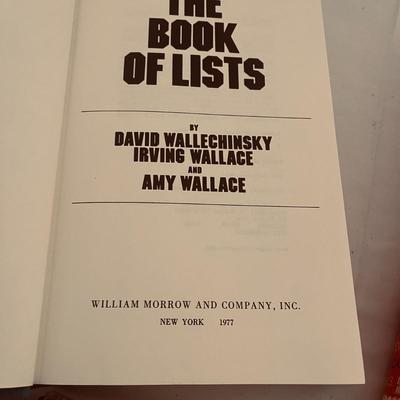 THE
BOOK
OF LISTS
BY
DAVID WALLECHINSKY
IRVING WALLACE
AND
AMY WALLACE
WILLIAM MORROW AND COMPANY, INC.
NEW YORK 1977